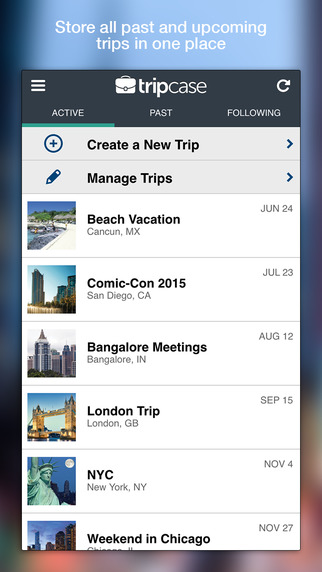 Store all past and upcoming
trips in one place
tripcase
ACTIVE PAST FOLLOWING
Create a New Trip
Manage Trips
Beach Vacation JUN 24
Cancun, MX
Comic-Con 2015 JUL 23
San Diego, CA
Bangalore Meetings AUG 12
Bangalore, IN
London Trip SEP 15
London, GB
NYC NOV 4
New York, NY
Weekend in Chicago NOV 27
Chicago, IL